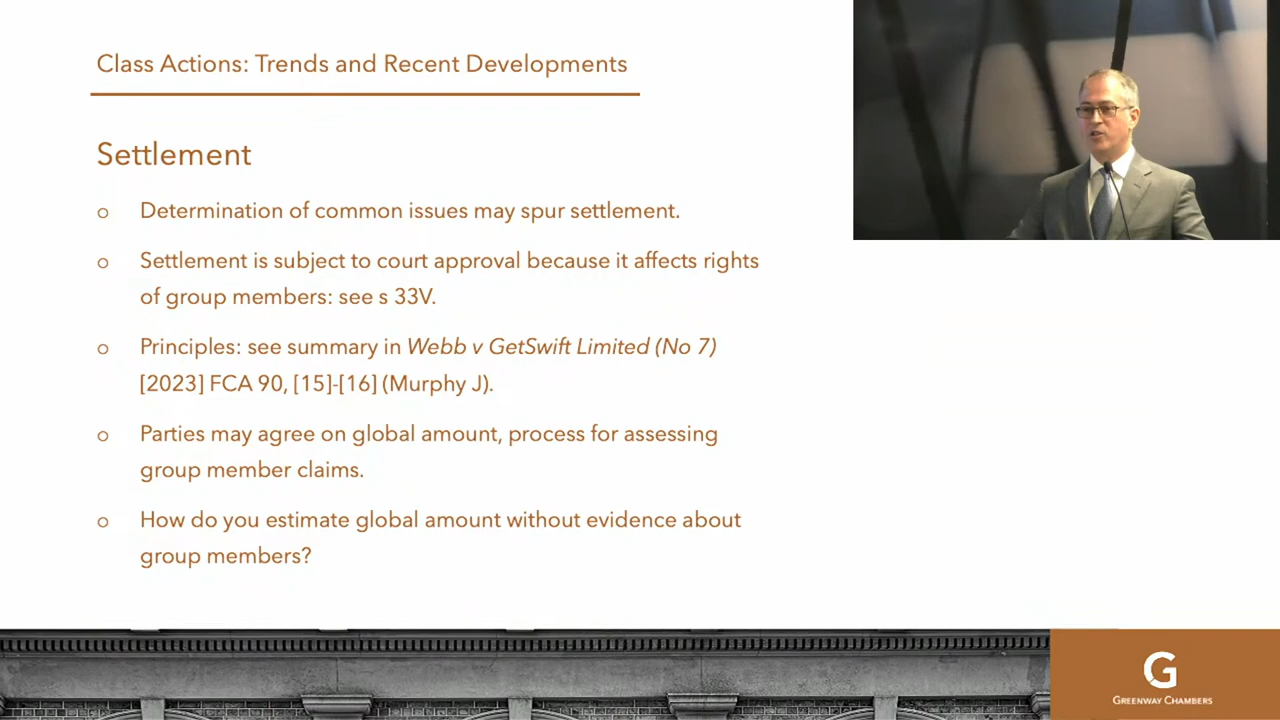 Class Actions: Trends and Recent Developments
Settlement
o Determination of common issues may spur settlement.
o Settlement is subject to court approval because it affects rights
of group members: see s 33V.
o Principles: see summary in Webb v GetSwift Limited (No 7)
[2023] FCA 90, [15]-[16] (Murphy J).
o Parties may agree on global amount, process for assessing
group member claims.
o How do you estimate global amount without evidence about
group members?
G
GREENWAY CHAMBERS